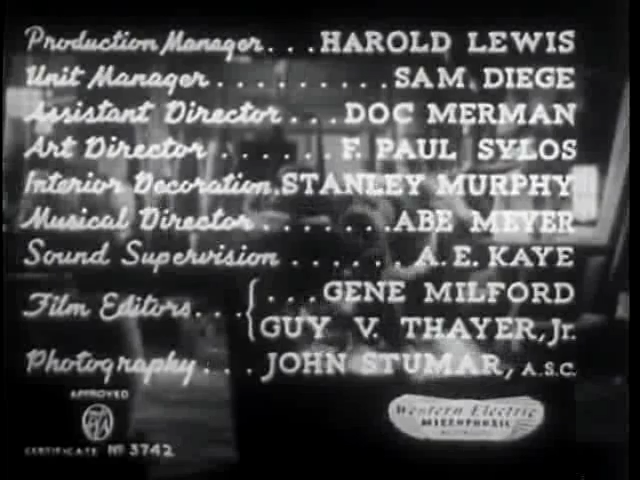 Production Manager...HAROLD LEWIS
Unit Manager..........SAM DIEGE
Assistant Director...DOC MERMAN
Art Director......F. PAUL SYLOS
Interior Decoration.STANLEY MURPHY
Musical Director.......ABE MEYER
Sound Supervision......A.E. KAYE
Film Editors...{...GENE MILFORD
GUY V. THAYER, Jr.
Photography...JOHN STUMAR, A.S.C.
APPROVED
CERTIFICATE Nº 3742
Western Electric
MIRROPHONIC